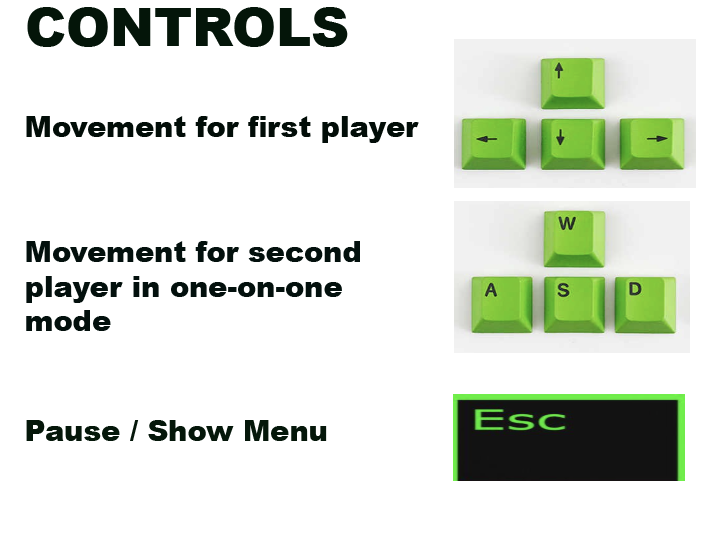 CONTROLS
Movement for first player
↑
← ↓ →
Movement for second
player in one-on-one
mode
W
A S D
Pause / Show Menu
Esc